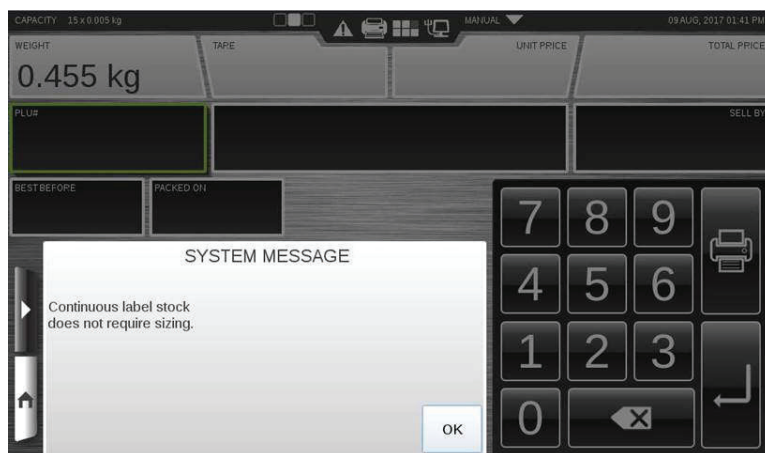 CAPACITY 15 x 0.005 kg
MANUAL
09 AUG, 2017 01:41 PM
WEIGHT
TARE
UNIT PRICE
TOTAL PRICE
0.455 kg
PLU#
SELL BY
BEST BEFORE
PACKED ON
7 8 9
SYSTEM MESSAGE
4 5 6
Continuous label stock
does not require sizing.
1 2 3
OK
0